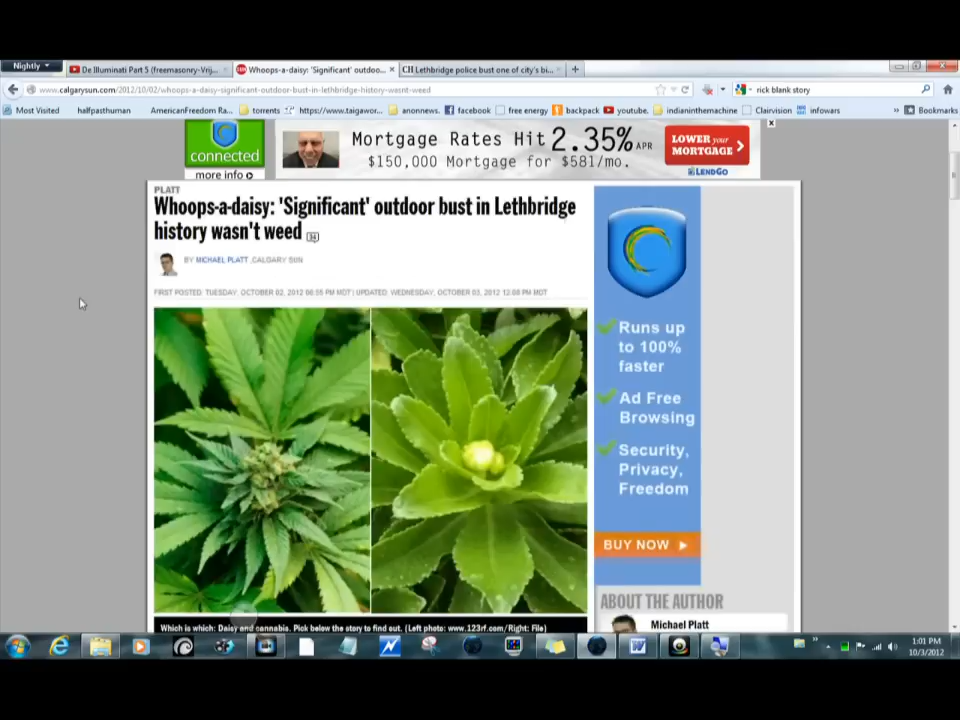 Nightly
De Illuminati Part 5 (freemasonry-Vrij...
Whoops-a-daisy: 'Significant' outdoo...
CH Lethbridge police bust one of city's bi...
www.calgarysun.com/2012/10/02/whoops-a-daisy-significant-outdoor-bust-in-lethbridge-history-wasnt-weed
rick blank story
Most Visited
halfpasthuman
AmericanFreedom Ra...
torrents
https://www.taigawor...
anonnews.
facebook
free energy
backpack
youtube.
indianinthemachine
Clairvision
infowars
Bookmarks
connected
more info
Mortgage Rates Hit 2.35% APR
$150,000 Mortgage for $581/mo.
LOWER your
MORTGAGE
LENDGO
PLATT
Whoops-a-daisy: 'Significant' outdoor bust in Lethbridge
history wasn't weed
BY MICHAEL PLATT ,CALGARY SUN
FIRST POSTED: TUESDAY, OCTOBER 02, 2012 06:55 PM MDT | UPDATED: WEDNESDAY, OCTOBER 03, 2012 12:08 PM MDT
Runs up
to 100%
faster
Ad Free
Browsing
Security,
Privacy,
Freedom
BUY NOW
ABOUT THE AUTHOR
Michael Platt
Which is which: Daisy and cannabis. Pick below the story to find out. (Left photo: www.123rf.com/Right: File)
1:01 PM
10/3/2012